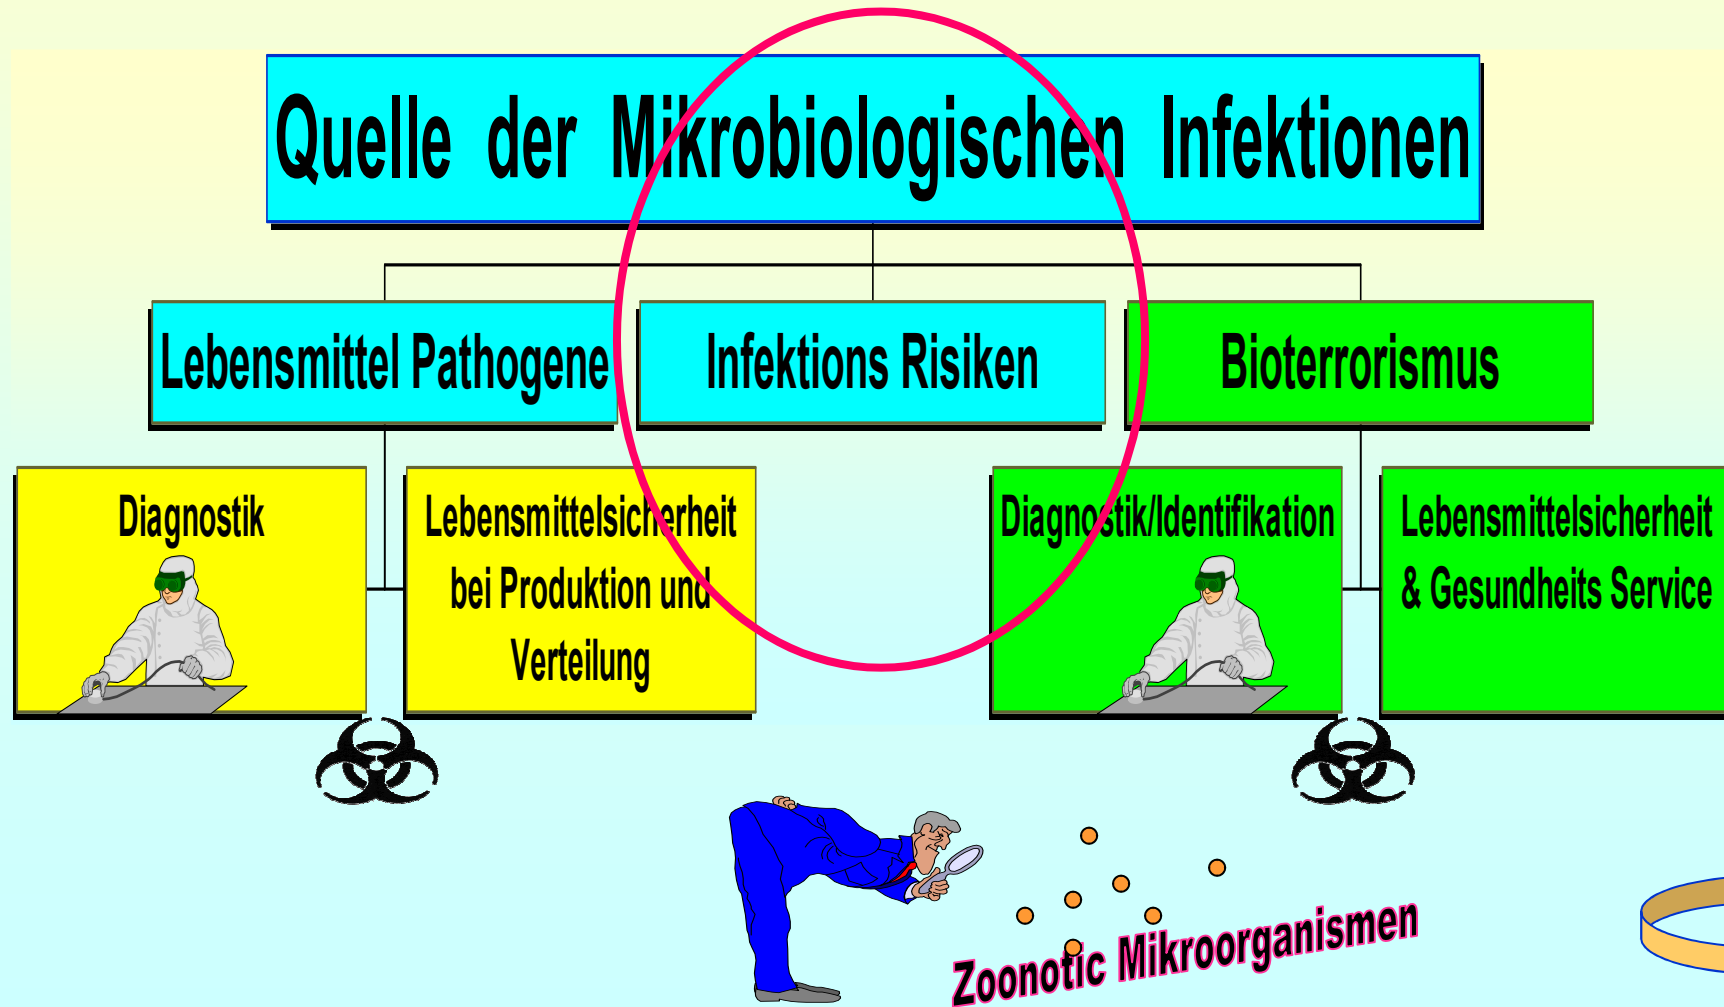 Quelle der Mikrobiologischen Infektionen
Lebensmittel Pathogene
Infektions Risiken
Bioterrorismus
Diagnostik
Lebensmittelsicherheit
bei Produktion und
Verteilung
Diagnostik/Identifikation
Lebensmittelsicherheit
& Gesundheits Service
Zoonotic Mikroorganismen